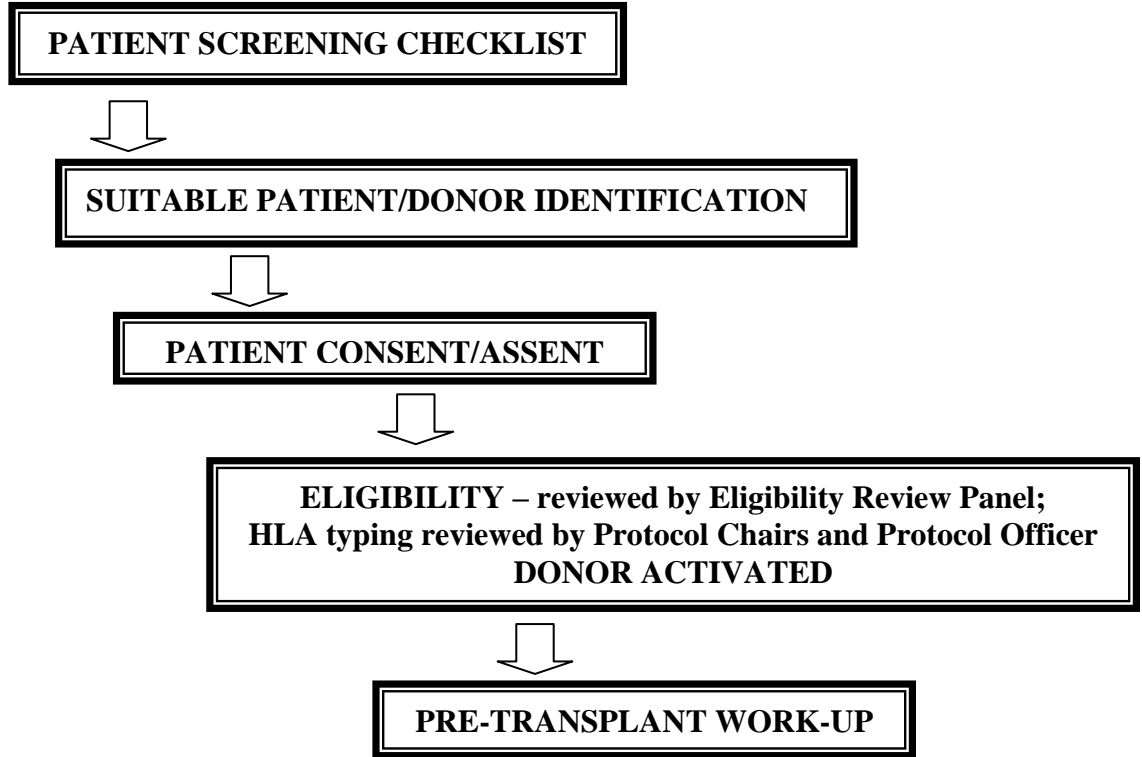 PATIENT SCREENING CHECKLIST
SUITABLE PATIENT/DONOR IDENTIFICATION
PATIENT CONSENT/ASSENT
ELIGIBILITY – reviewed by Eligibility Review Panel;
HLA typing reviewed by Protocol Chairs and Protocol Officer
DONOR ACTIVATED
PRE-TRANSPLANT WORK-UP